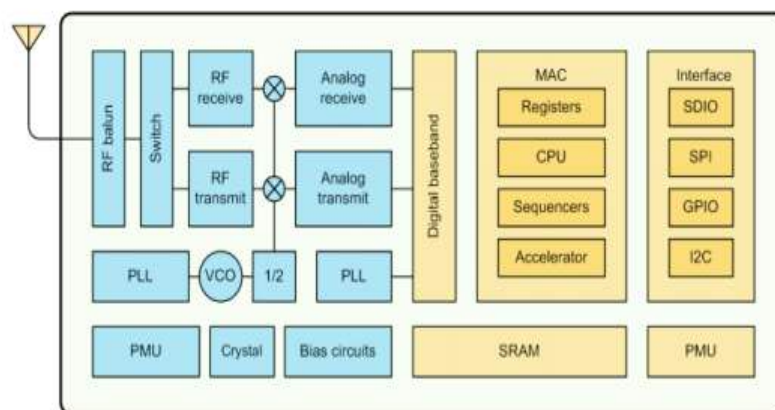 RF balun
Switch
RF
receive
Analog
receive
RF
transmit
Analog
transmit
PLL
VCO
1/2
PLL
Digital baseband
MAC
Registers
CPU
Sequencers
Accelerator
Interface
SDIO
SPI
GPIO
I2C
PMU
Crystal
Bias circuits
SRAM
PMU